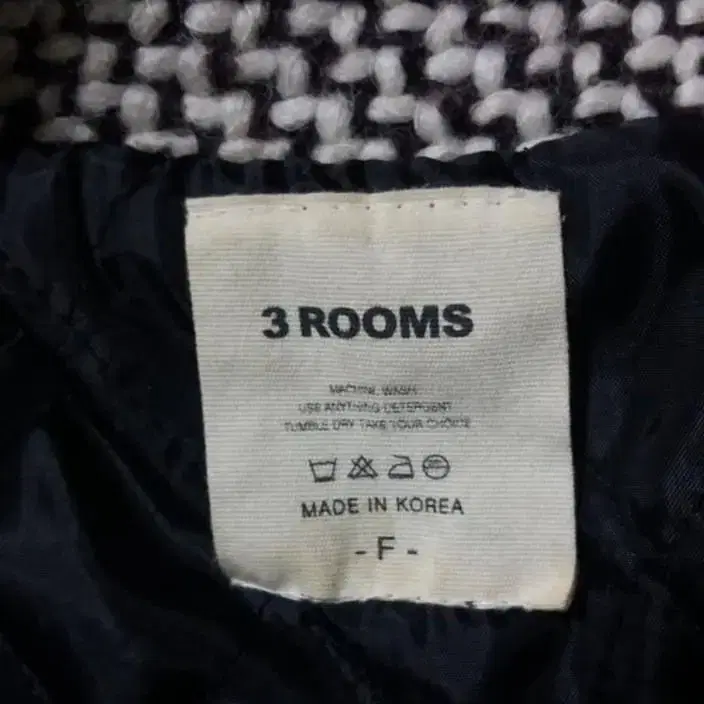 3 ROOMS
MACHINE WASH
USE ANYTHING DETERGENT
TUMBLE DRY TAKE YOUR CHOICE
MADE IN KOREA
- F -